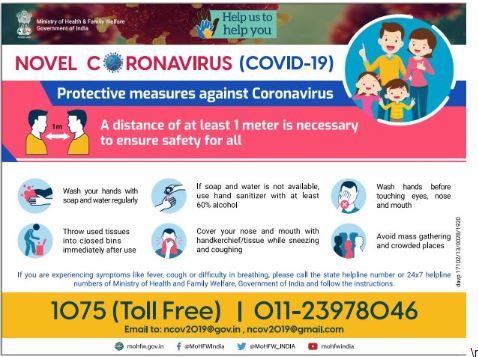 Ministry of Health & Family Welfare
Government of India
Help us to
help you
NOVEL CORONAVIRUS (COVID-19)
Protective measures against Coronavirus
1m
A distance of at least 1 meter is necessary
to ensure safety for all
Wash your hands with
soap and water regularly
If soap and water is not available,
use hand sanitizer with at least
60% alcohol
Wash hands before
touching eyes, nose
and mouth
Throw used tissues
into closed bins
immediately after use
Cover your nose and mouth with
handkerchief/tissue while sneezing
and coughing
Avoid mass gathering
and crowded places
davp 17102/13/0028/1920
If you are experiencing symptoms like fever, cough or difficulty in breathing, please call the state helpline number or 24x7 helpline
numbers of Ministry of Health and Family Welfare, Government of India and follow the instructions.
1075 (Toll Free) | 011-23978046
Email to: ncov2019@gov.in , ncov2019@gmail.com
mohfw.gov.in
@MoHFWIndia
@MoHFW_INDIA
mohfwindia
\r